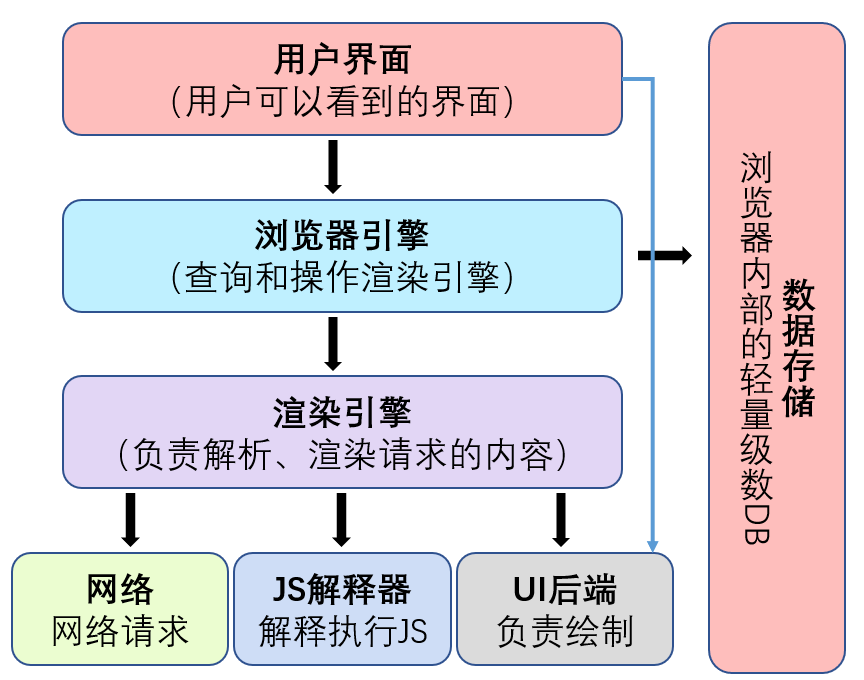 用户界面
（用户可以看到的界面）
浏览器引擎
（查询和操作渲染引擎）
渲染引擎
（负责解析、渲染请求的内容）
网络
网络请求
JS解释器
解释执行JS
UI后端
负责绘制
数据存储
浏览器内部的轻量级数DB